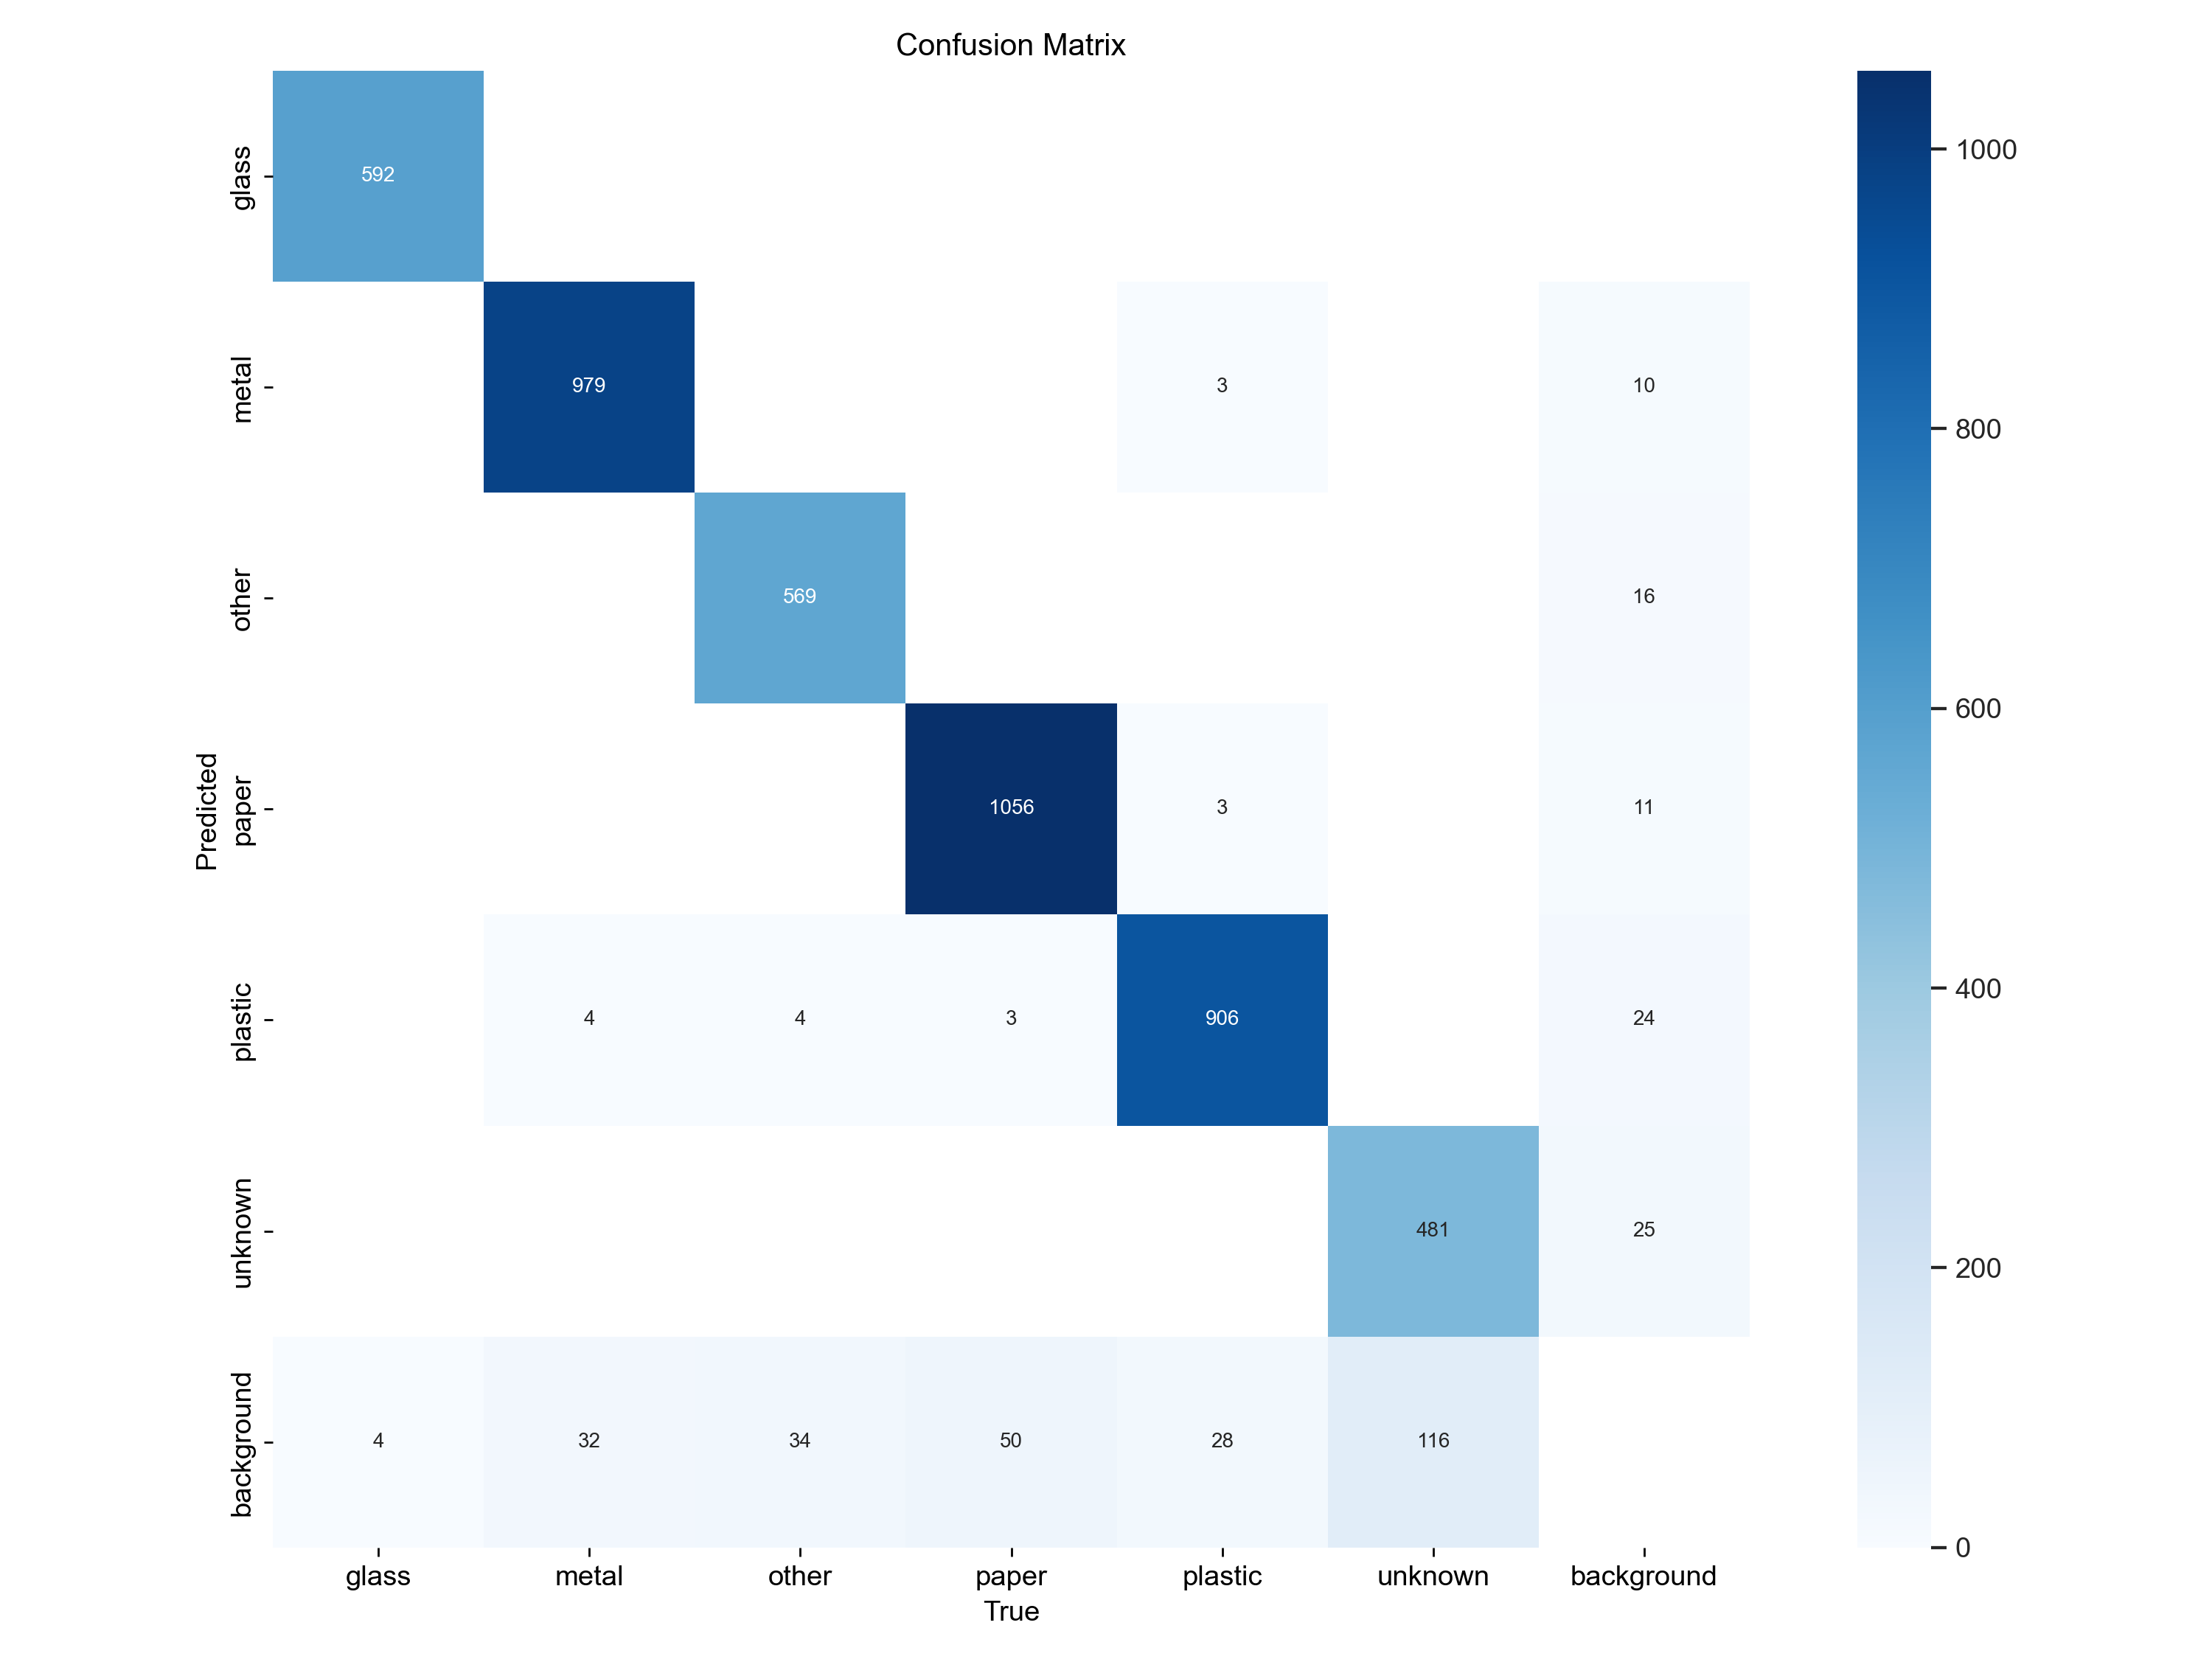 Confusion Matrix
glass
592
metal
979
3
10
other
569
16
Predicted
paper
1056
3
11
plastic
4
4
3
906
24
unknown
481
25
background
4
32
34
50
28
116
glass
metal
other
paper
plastic
unknown
background
True
1000
800
600
400
200
0